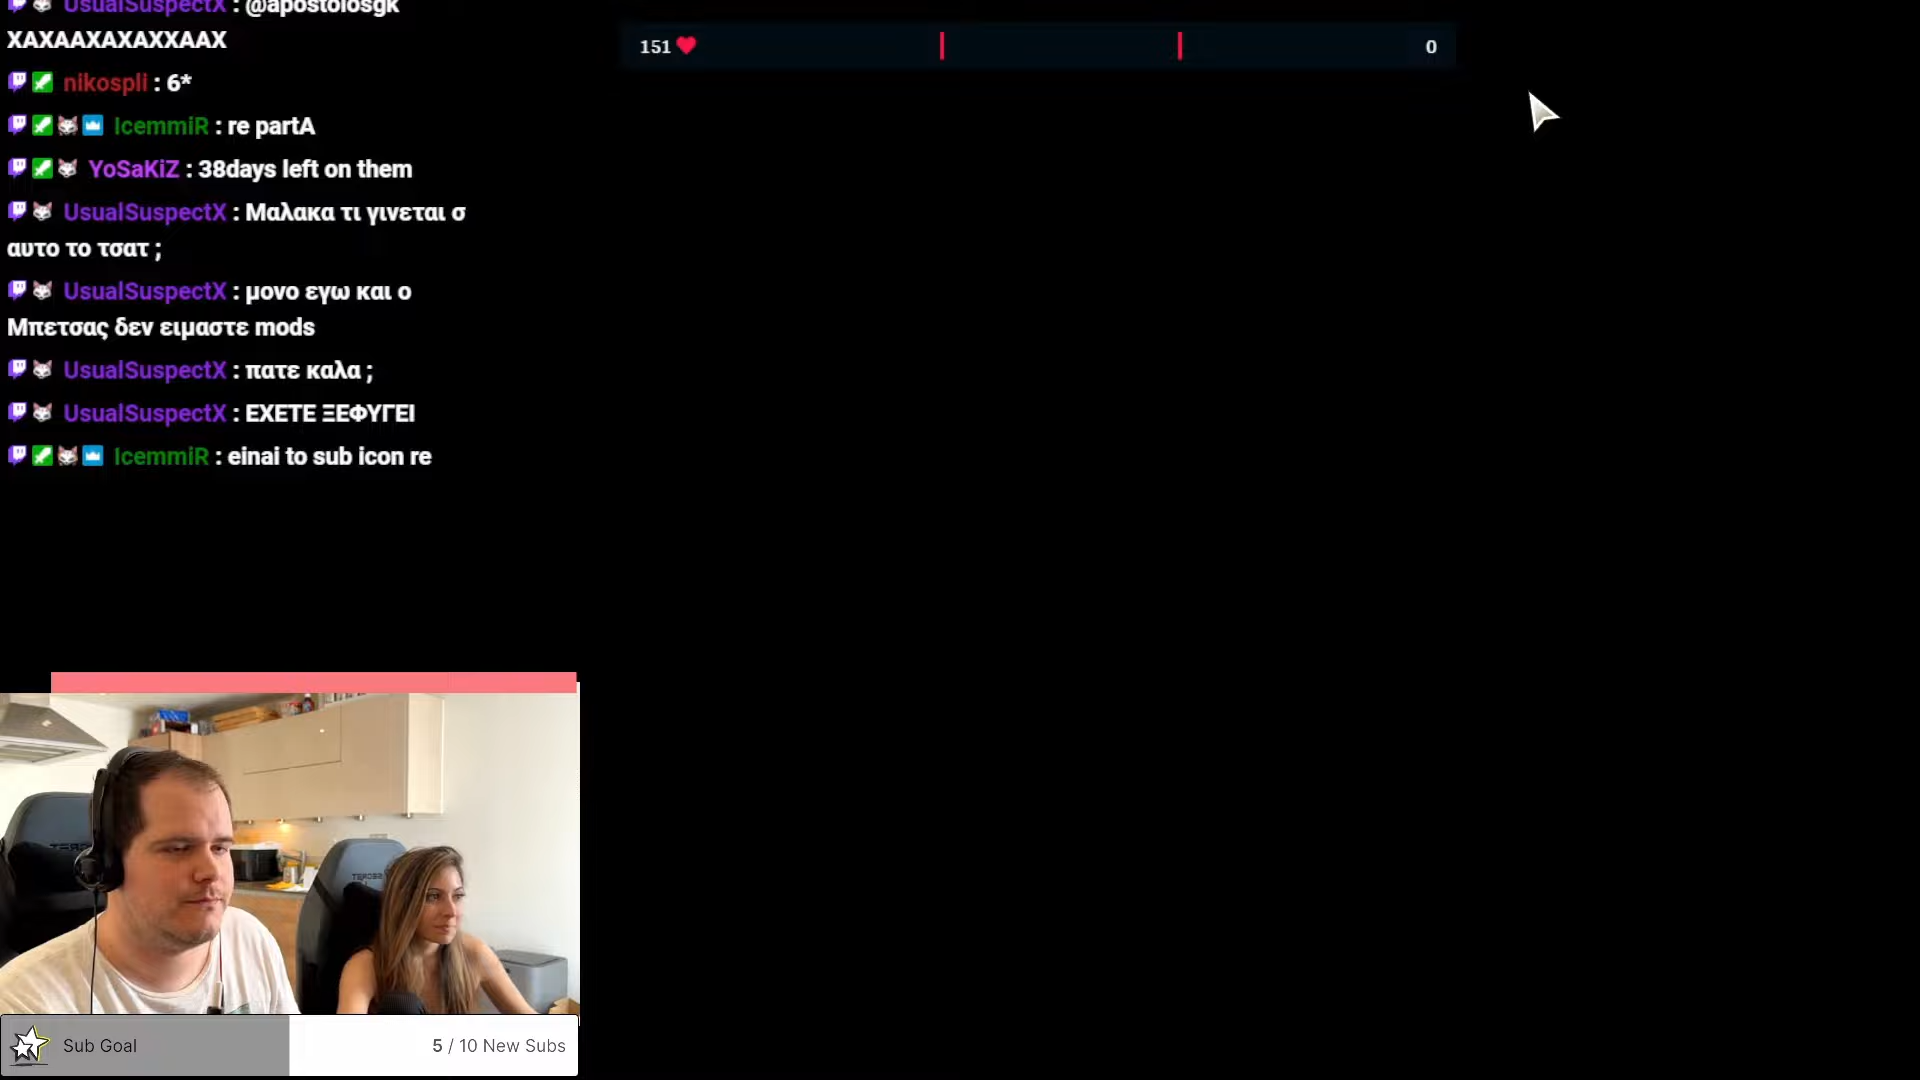 UsualSuspectX : @apostolosgk
ΧΑΧΑΑΧΑΧΑΧΧΑΑΧ
nikospli : 6*
IcemmiR : re partA
YoSaKiZ : 38days left on them
UsualSuspectX : Μαλακα τι γινεται σ
αυτο το τσατ ;
UsualSuspectX : μονο εγω και ο
Μπετσας δεν ειμαστε mods
UsualSuspectX : πατε καλα ;
UsualSuspectX : ΕΧΕΤΕ ΞΕΦΥΓΕΙ
IcemmiR : einai to sub icon re
151
0
Sub Goal
5 / 10 New Subs